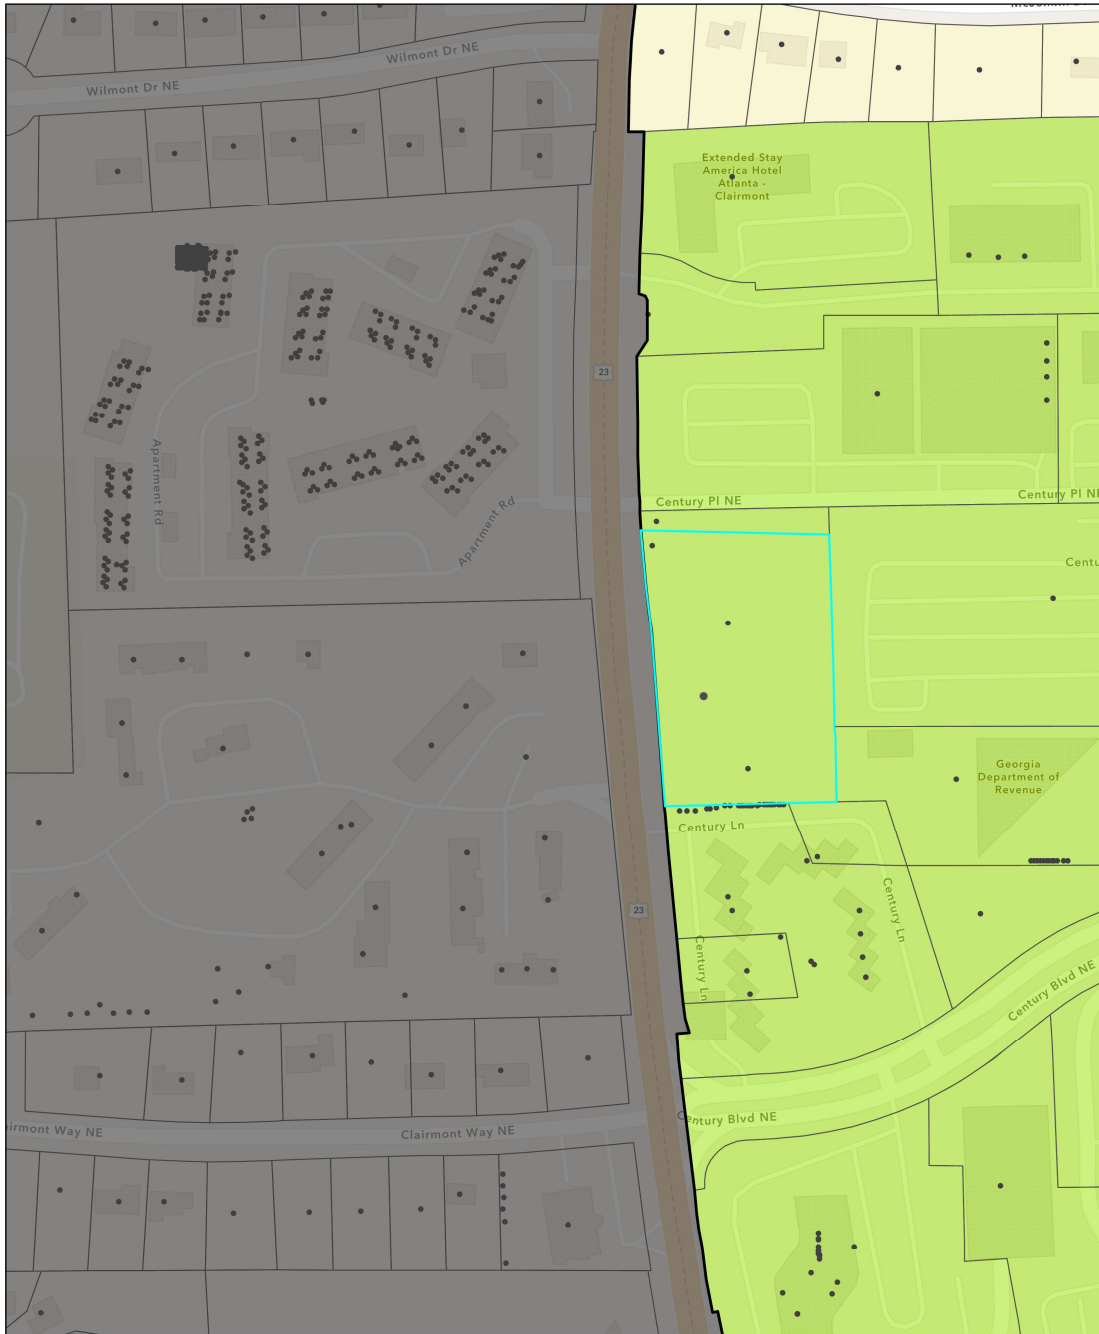 Wilmont Dr NE
Wilmont Dr NE
Extended Stay
America Hotel
Atlanta -
Clairmont
23
Apartment Rd
Apartment Rd
Century Pl NE
Century Pl NE
Georgia
Department of
Revenue
Century Ln
Century Ln
Century Ln
23
Century Blvd NE
Century Blvd NE
Clairmont Way NE